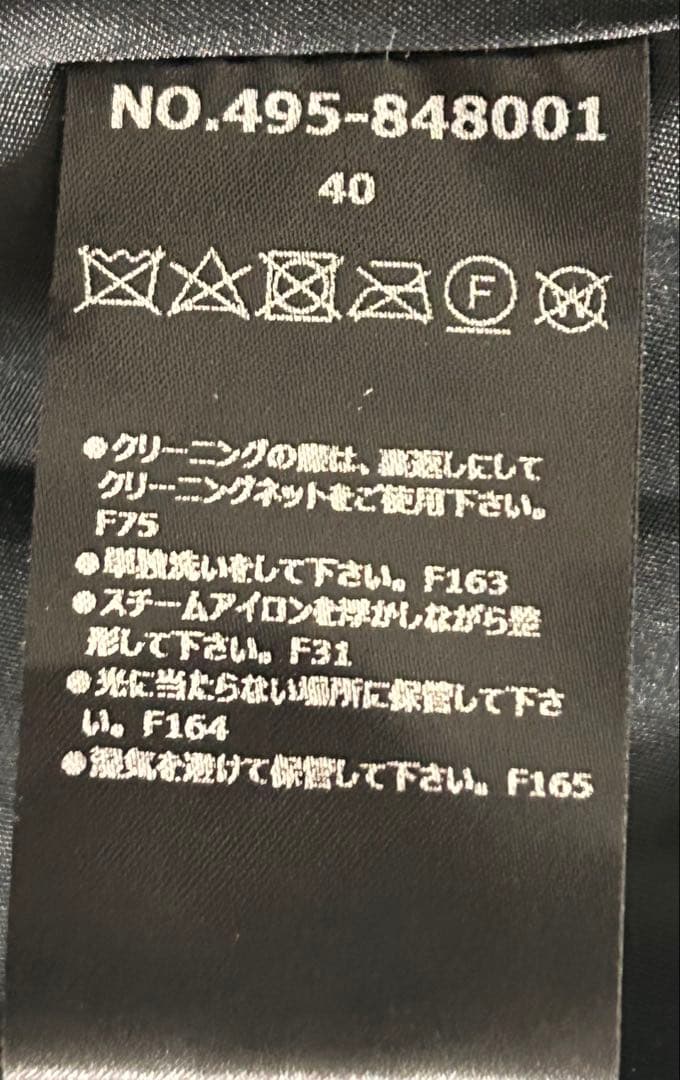 NO.495-848001
40
F
W
●クリーニングの際は、裏返しにして
クリーニングネットをご使用下さい。
F75
●単独洗いをして下さい。F163
●スチームアイロンを浮かしながら整
形して下さい。F31
●光に当たらない場所に保管して下さ
い。F164
●湿気を避けて保管して下さい。F165